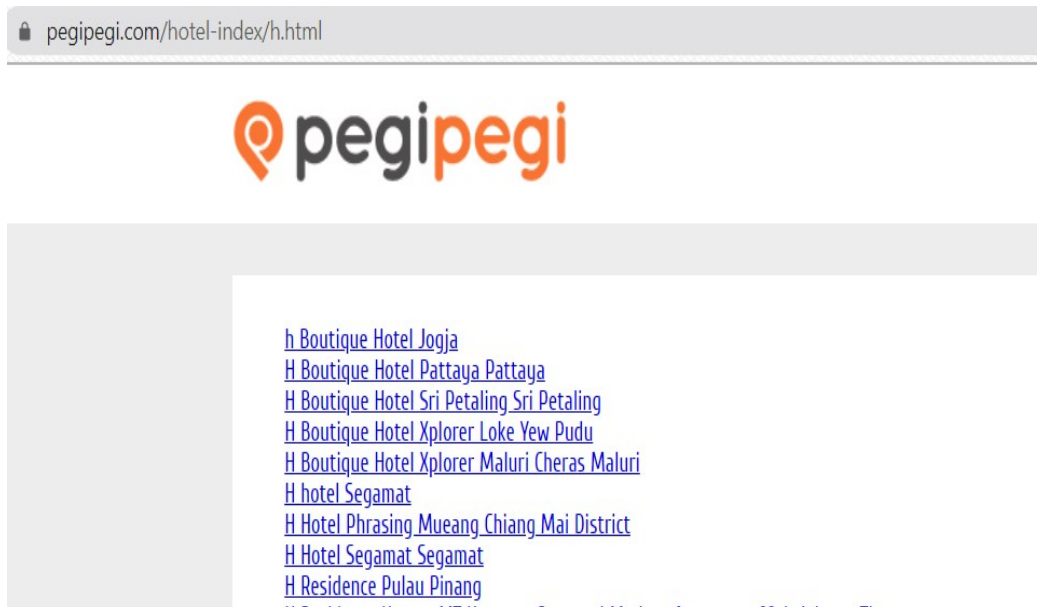 pegipegi.com/hotel-index/h.html
pegipegi
h Boutique Hotel Jogja
H Boutique Hotel Pattaya Pattaya
H Boutique Hotel Sri Petaling Sri Petaling
H Boutique Hotel Xplorer Loke Yew Pudu
H Boutique Hotel Xplorer Maluri Cheras Maluri
H hotel Segamat
H Hotel Phrasing Mueang Chiang Mai District
H Hotel Segamat Segamat
H Residence Pulau Pinang